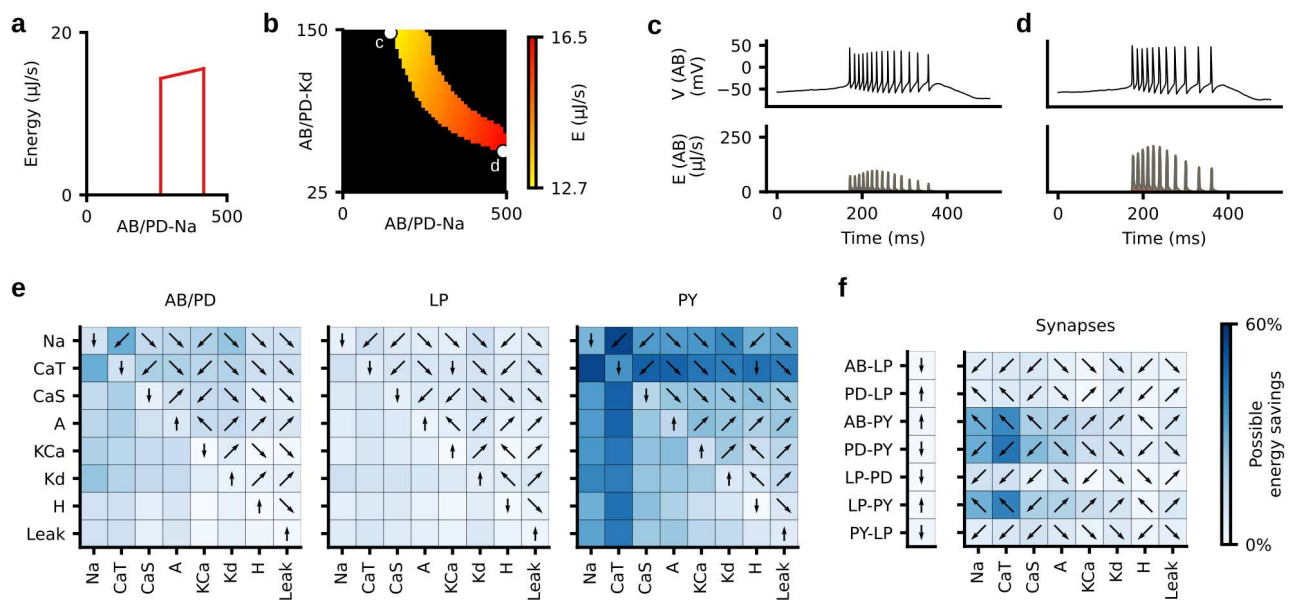 a
20
Energy (μJ/s)
0
0
500
AB/PD-Na
b
150
AB/PD-Kd
25
c
d
0
500
AB/PD-Na
16.5
E (μJ/s)
12.7
c
50
0
−50
V (AB)
(mV)
250
0
E (AB)
(μJ/s)
0
200
400
Time (ms)
d
0
200
400
Time (ms)
e
AB/PD
LP
PY
Na
CaT
CaS
A
KCa
Kd
H
Leak
Na
CaT
CaS
A
KCa
Kd
H
Leak
Na
CaT
CaS
A
KCa
Kd
H
Leak
Na
CaT
CaS
A
KCa
Kd
H
Leak
f
Synapses
AB-LP
PD-LP
AB-PY
PD-PY
LP-PD
LP-PY
PY-LP
Na
CaT
CaS
A
KCa
Kd
H
Leak
60%
Possible
energy savings
0%